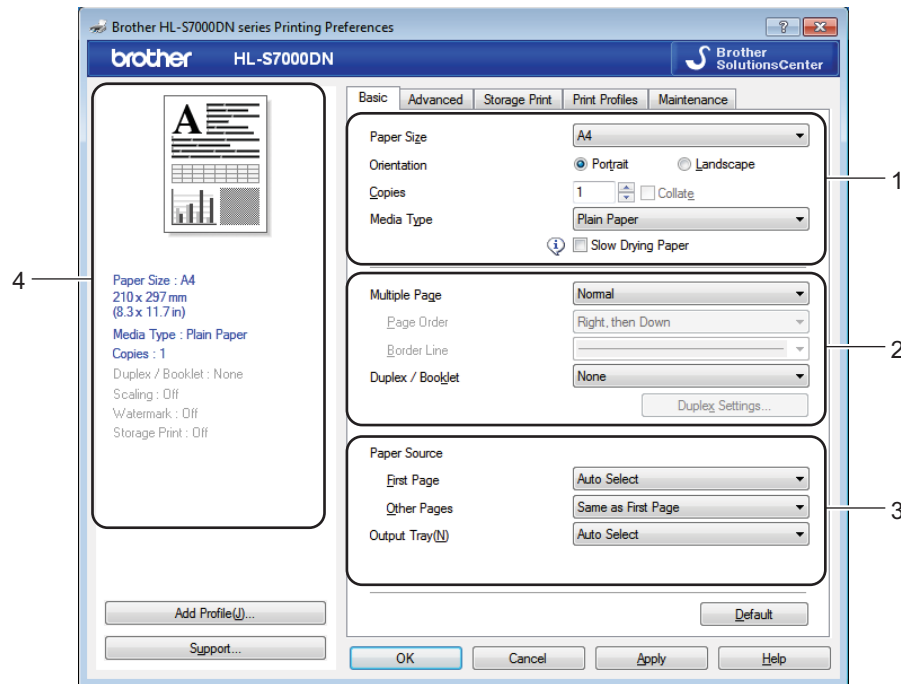 Brother HL-S7000DN series Printing Preferences
brother HL-S7000DN
Brother
SolutionsCenter
Basic Advanced Storage Print Print Profiles Maintenance
A
Paper Size A4
Orientation Portrait Landscape
Copies 1 Collate
Media Type Plain Paper
Slow Drying Paper
1
4
Paper Size : A4
210 x 297 mm
(8.3 x 11.7 in)
Media Type : Plain Paper
Copies : 1
Duplex / Booklet : None
Scaling : Off
Watermark : Off
Storage Print : Off
Multiple Page Normal
Page Order Right, then Down
Border Line
Duplex / Booklet None
Duplex Settings...
2
Paper Source
First Page Auto Select
Other Pages Same as First Page
Output Tray(N) Auto Select
3
Add Profile(J)...
Support...
Default
OK Cancel Apply Help